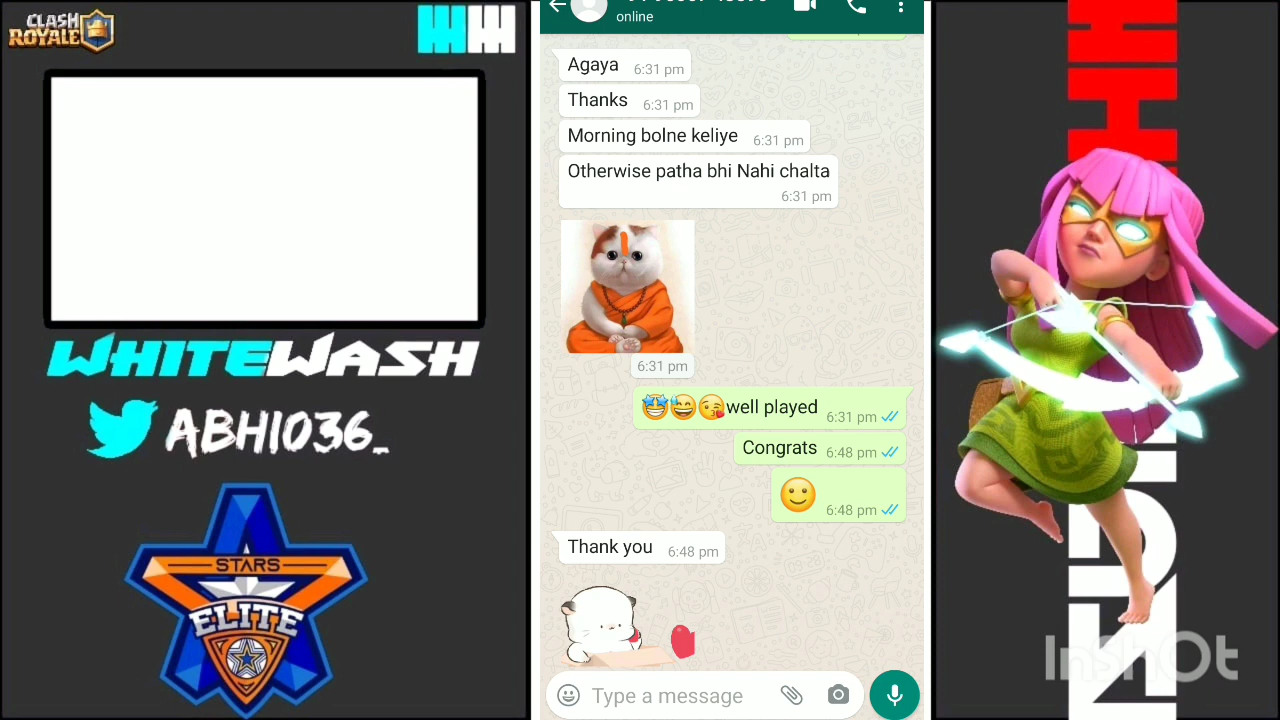 CLASH
ROYALE
WHITEWASH
ABHI036_
STARS
ELITE
online
Agaya 6:31 pm
Thanks 6:31 pm
Morning bolne keliye 6:31 pm
Otherwise patha bhi Nahi chalta
6:31 pm
6:31 pm
🤩😅😘well played 6:31 pm
Congrats 6:48 pm
🙂 6:48 pm
Thank you 6:48 pm
Type a message
InshOt